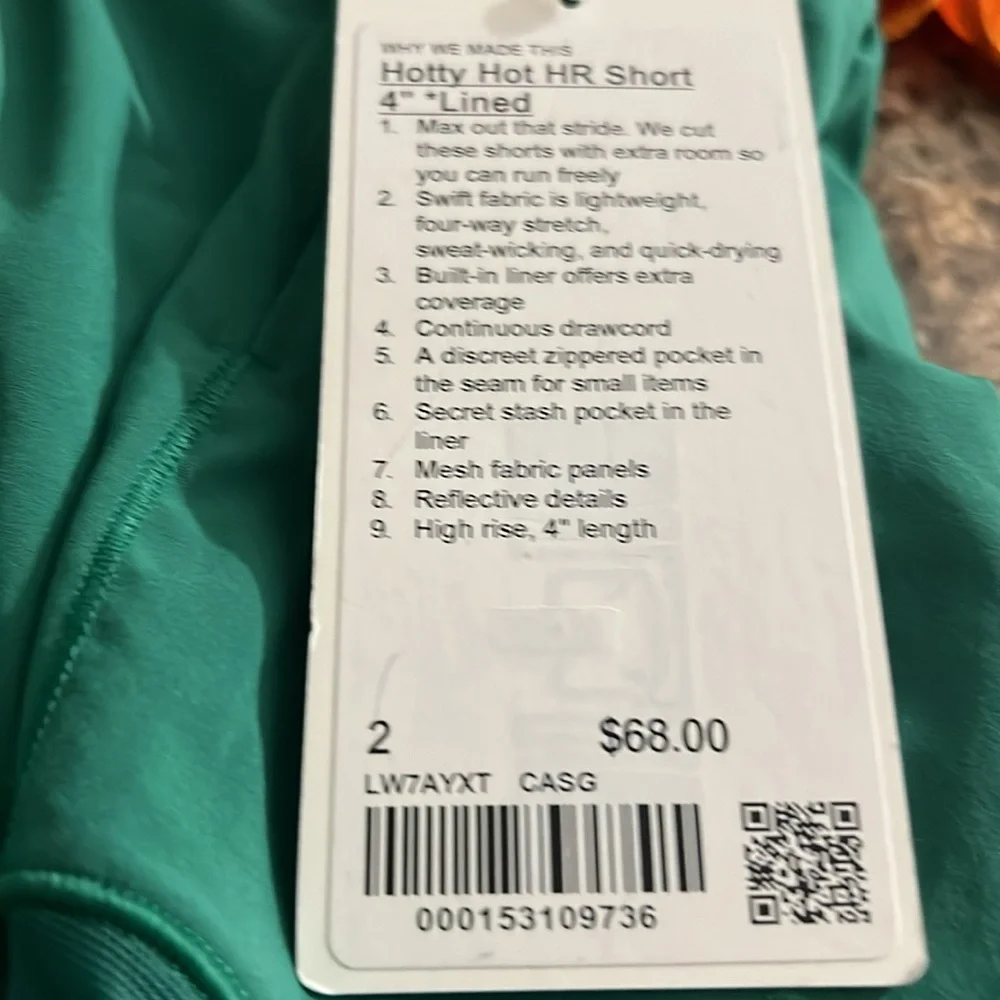 WHY WE MADE THIS
Hotty Hot HR Short
4" *Lined
1. Max out that stride. We cut
these shorts with extra room so
you can run freely
2. Swift fabric is lightweight,
four-way stretch,
sweat-wicking, and quick-drying
3. Built-in liner offers extra
coverage
4. Continuous drawcord
5. A discreet zippered pocket in
the seam for small items
6. Secret stash pocket in the
liner
7. Mesh fabric panels
8. Reflective details
9. High rise, 4" length
2 $68.00
LW7AYXT CASG
000153109736